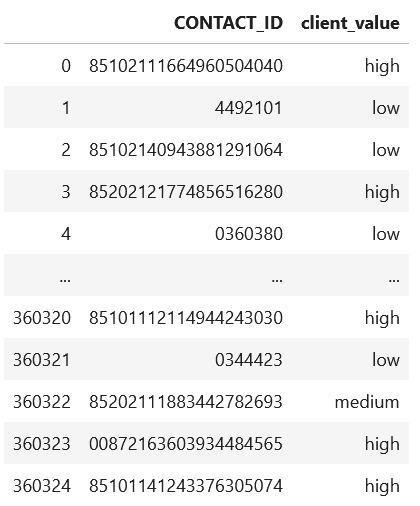 CONTACT_ID client_value
0 85102111664960504040 high
1 4492101 low
2 85102140943881291064 low
3 85202121774856516280 high
4 0360380 low
... ... ...
360320 85101112114944243030 high
360321 0344423 low
360322 85202111883442782693 medium
360323 00872163603934484565 high
360324 85101141243376305074 high